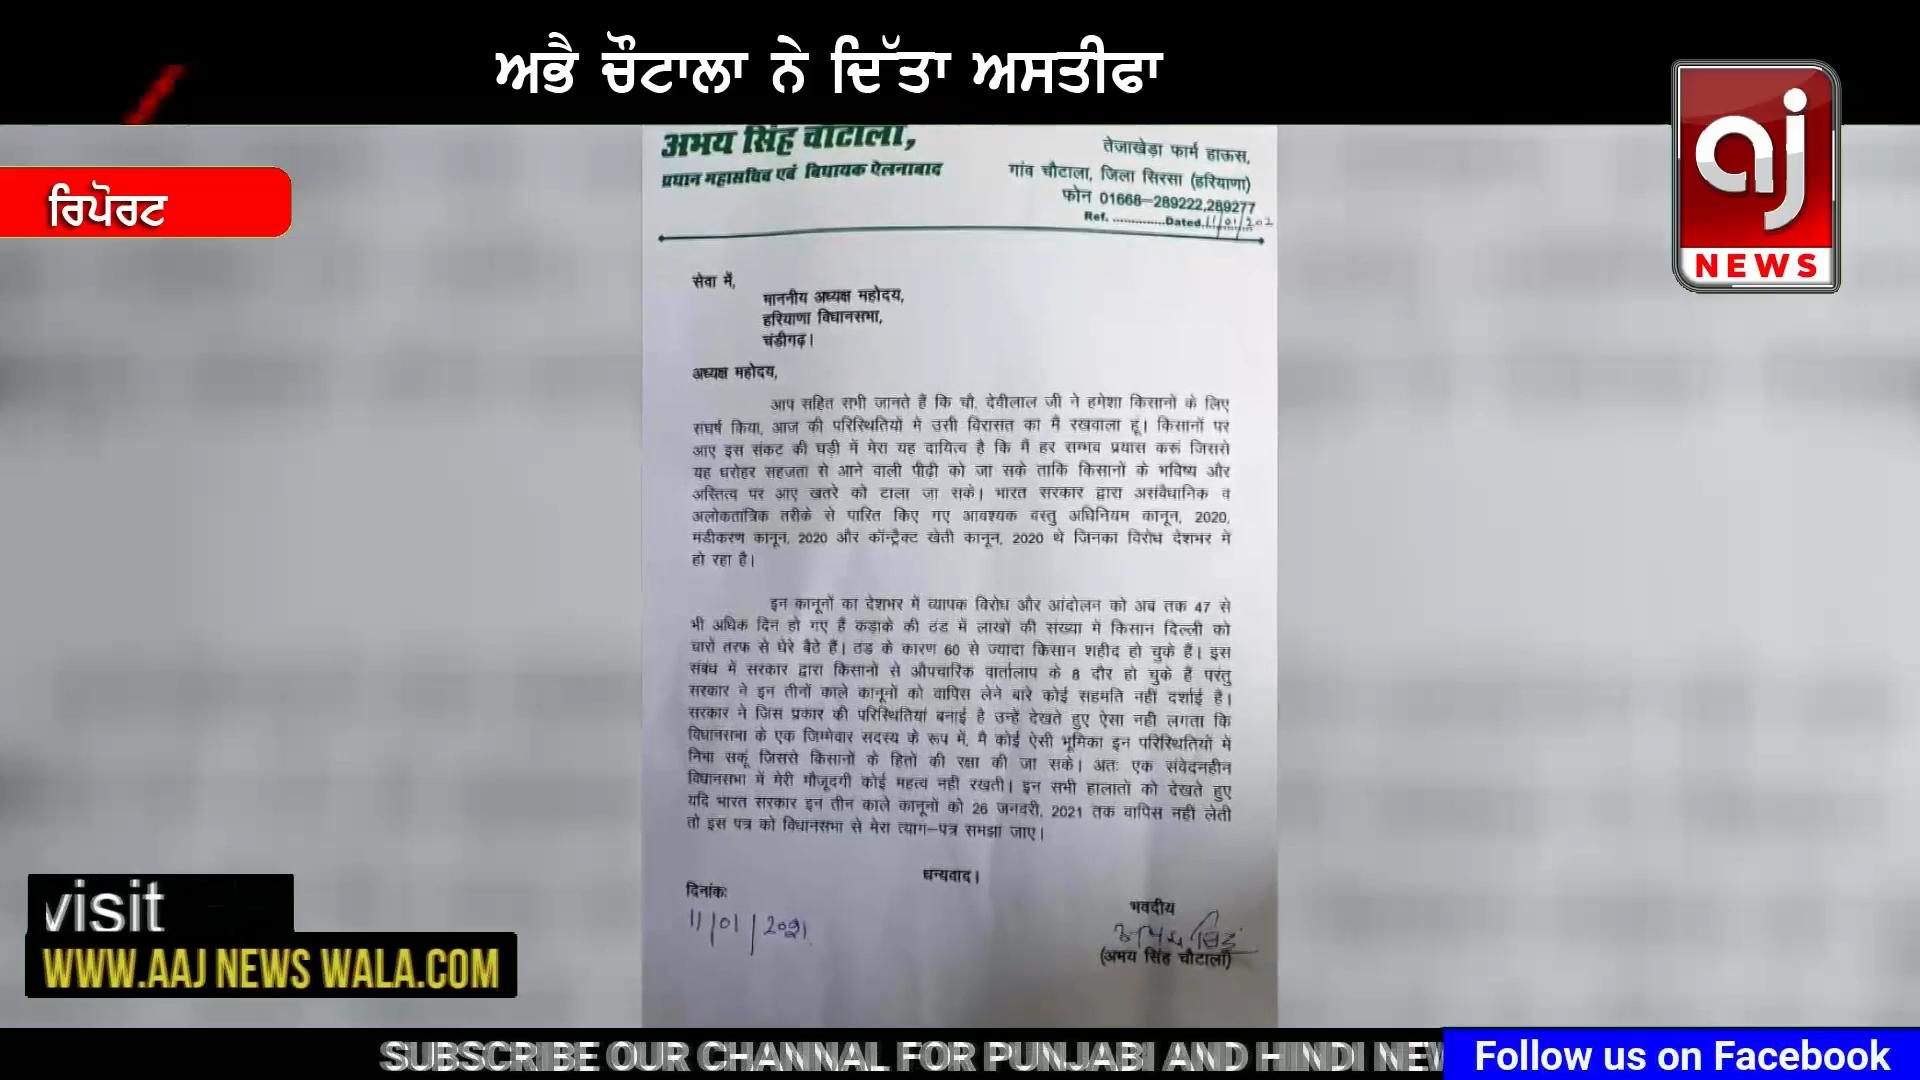 ਅਭੈ ਚੌਟਾਲਾ ਨੇ ਦਿੱਤਾ ਅਸਤੀਫਾ
ਰਿਪੋਰਟ
aj
NEWS
अभय सिंह चौटाला,
प्रधान महासचिव एवं विधायक ऐलनाबाद
तेजाखेड़ा फार्म हाऊस,
गांव चौटाला, जिला सिरसा (हरियाणा)
फोन 01668-289222,289277
Ref. ..............Dated.11/01/202
सेवा में,
माननीय अध्यक्ष महोदय,
हरियाणा विधानसभा,
चंडीगढ़।
अध्यक्ष महोदय,
आप सहित सभी जानते हैं कि चौ. देवीलाल जी ने हमेशा किसानों के लिए
संघर्ष किया, आज की परिस्थितियों में उसी विरासत का मैं रखवाला हूं। किसानों पर
आए इस संकट की घड़ी में मेरा यह दायित्व है कि मैं हर सम्भव प्रयास करूं जिससे
यह धरोहर सहजता से आने वाली पीढ़ी को जा सके ताकि किसानों के भविष्य और
अस्तित्व पर आए खतरे को टाला जा सके। भारत सरकार द्वारा असंवैधानिक व
अलोकतांत्रिक तरीके से पारित किए गए आवश्यक वस्तु अधिनियम कानून, 2020,
मंडीकरण कानून, 2020 और कॉन्ट्रैक्ट खेती कानून, 2020 थे जिनका विरोध देशभर में
हो रहा है।
इन कानूनों का देशभर में व्यापक विरोध और आंदोलन को अब तक 47 से
भी अधिक दिन हो गए हैं कड़ाके की ठंड में लाखों की संख्या में किसान दिल्ली को
चारों तरफ से घेरे बैठे हैं। ठंड के कारण 60 से ज्यादा किसान शहीद हो चुके हैं। इस
संबंध में सरकार द्वारा किसानों से औपचारिक वार्तालाप के 8 दौर हो चुके हैं परंतु
सरकार ने इन तीनों काले कानूनों को वापिस लेने बारे कोई सहमति नहीं दर्शाई है।
सरकार ने जिस प्रकार की परिस्थितियां बनाई है उन्हें देखते हुए ऐसा नहीं लगता कि
विधानसभा के एक जिम्मेवार सदस्य के रूप में, मै कोई ऐसी भूमिका इन परिस्थितियों में
निभा सकूं जिससे किसानों के हितों की रक्षा की जा सके। अतः एक संवेदनहीन
विधानसभा में मेरी मौजूदगी कोई महत्व नहीं रखती। इन सभी हालातों को देखते हुए
यदि भारत सरकार इन तीन काले कानूनों को 26 जनवरी, 2021 तक वापिस नहीं लेती
तो इस पत्र को विधानसभा से मेरा त्याग-पत्र समझा जाए।
धन्यवाद।
दिनांकः
11/01/2021
भवदीय
अभय सिंह
(अभय सिंह चौटाला)
visit
WWW.AAJ NEWS WALA.COM
SUBSCRIBE OUR CHANNAL FOR PUNJABI AND HINDI NEW
Follow us on Facebook